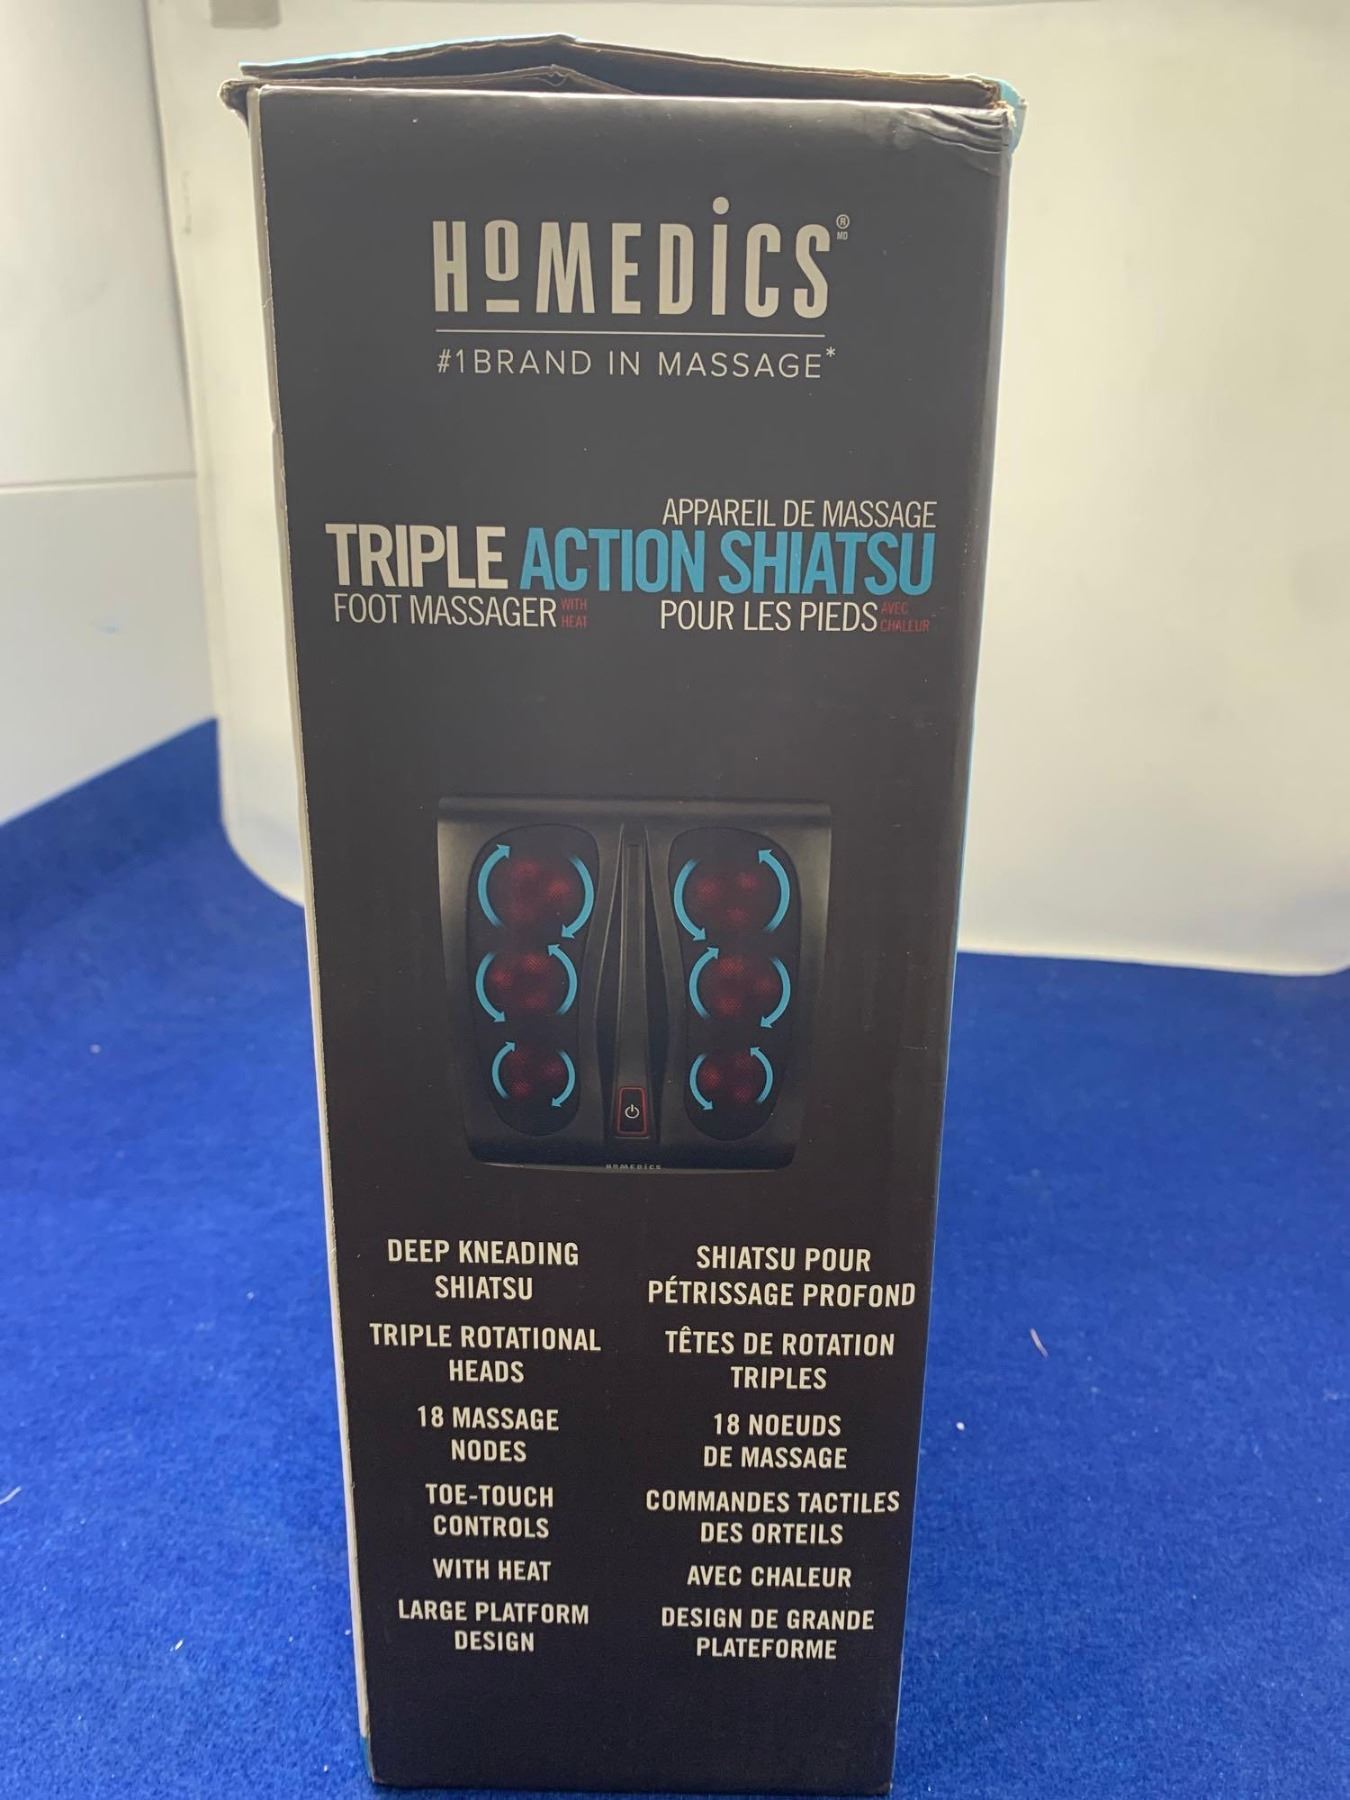 HOMEDICS® MD
#1 BRAND IN MASSAGE*
APPAREIL DE MASSAGE
TRIPLE ACTION SHIATSU
FOOT MASSAGER WITH HEAT
POUR LES PIEDS AVEC CHALEUR
HOMEDICS
DEEP KNEADING
SHIATSU
TRIPLE ROTATIONAL
HEADS
18 MASSAGE
NODES
TOE-TOUCH
CONTROLS
WITH HEAT
LARGE PLATFORM
DESIGN
SHIATSU POUR
PÉTRISSAGE PROFOND
TÊTES DE ROTATION
TRIPLES
18 NOEUDS
DE MASSAGE
COMMANDES TACTILES
DES ORTEILS
AVEC CHALEUR
DESIGN DE GRANDE
PLATEFORME